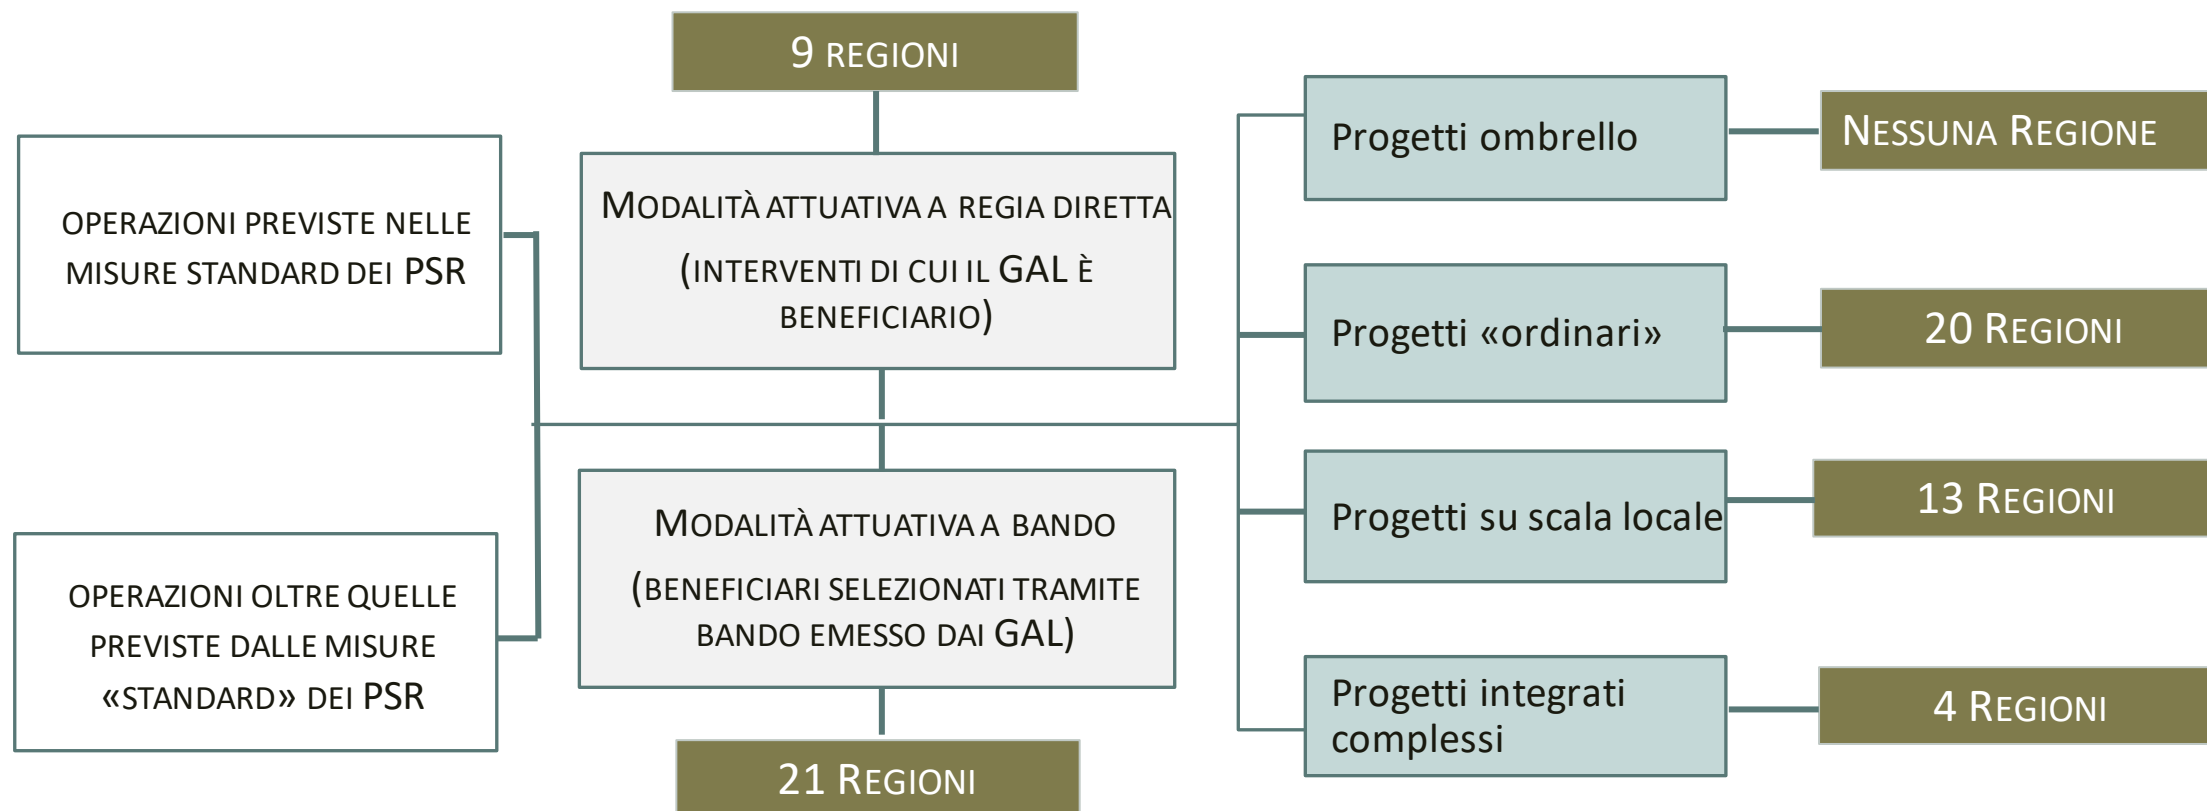 9 REGIONI
OPERAZIONI PREVISTE NELLE
MISURE STANDARD DEI PSR
OPERAZIONI OLTRE QUELLE
PREVISTE DALLE MISURE
«STANDARD» DEI PSR
MODALITÀ ATTUATIVA A REGIA DIRETTA
(INTERVENTI DI CUI IL GAL È
BENEFICIARIO)
MODALITÀ ATTUATIVA A BANDO
(BENEFICIARI SELEZIONATI TRAMITE
BANDO EMESSO DAI GAL)
21 REGIONI
Progetti ombrello
NESSUNA REGIONE
Progetti «ordinari»
20 REGIONI
Progetti su scala locale
13 REGIONI
Progetti integrati
complessi
4 REGIONI